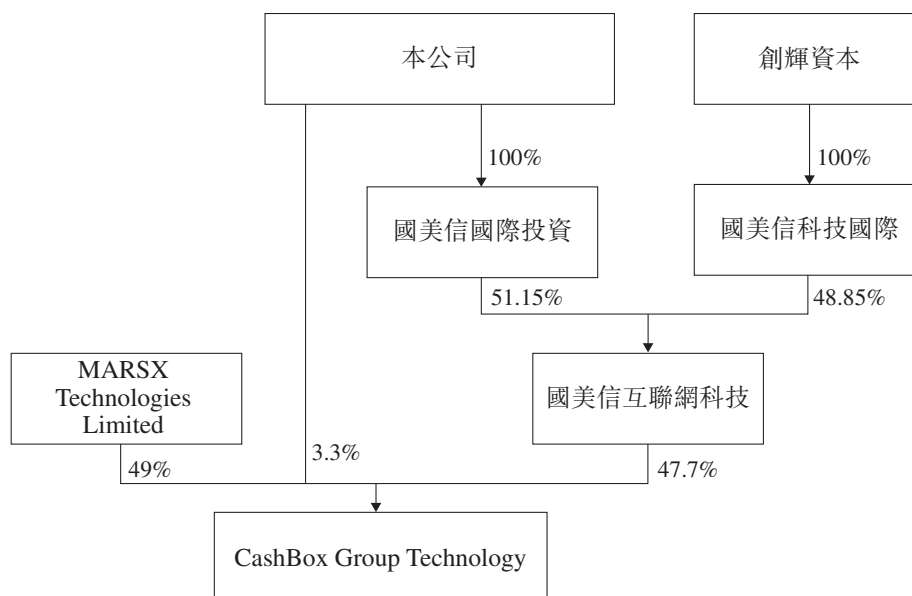 本公司
創輝資本
100%
100%
國美信國際投資
國美信科技國際
51.15%
48.85%
MARSX
Technologies
Limited
國美信互聯網科技
49%
3.3%
47.7%
CashBox Group Technology